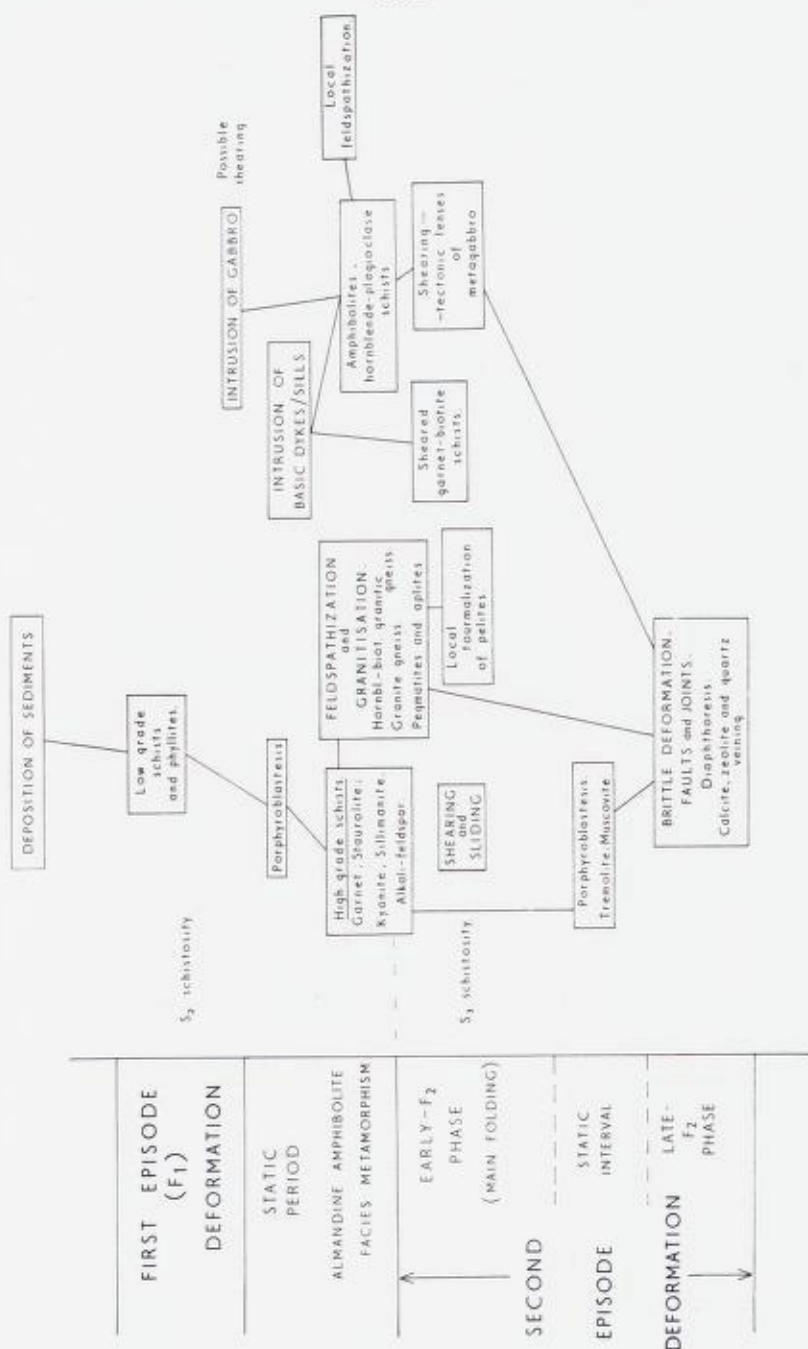 DEPOSITION OF SEDIMENTS
INTRUSION OF GABBRO
Possible
shearing
Low grade
schists
and phyllites.
S₂ schistosity
Porphyroblastesis
INTRUSION OF
BASIC DYKES/SILLS
Local
feldspathization.
High grade schists
Garnet; Staurolite;
Kyanite; Sillimanite.
Alkali-feldspar
FELDSPATHIZATION
and
GRANITISATION.
Hornbl-biot granitic
Granite gneiss gneiss
Pegmatites and aplites
Amphibolites -
hornblende-plagioclase
schists
SHEARING
and
SLIDING
Local
tourmalization
of pelites
Sheared
garnet-biotite
schists
Shearing —
-tectonic lenses
of
metagabbro
S₃ schistosity
Porphyroblastesis
Tremolite: Muscovite
BRITTLE DEFORMATION.
FAULTS and JOINTS.
Diaphthoresis
Calcite, zeolite and quartz
veining
FIRST EPISODE
(F₁)
DEFORMATION
STATIC
PERIOD
ALMANDINE AMPHIBOLITE
FACIES METAMORPHISM
SECOND
EPISODE
DEFORMATION
EARLY-F₂
PHASE
(MAIN FOLDING)
STATIC
INTERVAL
LATE-
F₂
PHASE